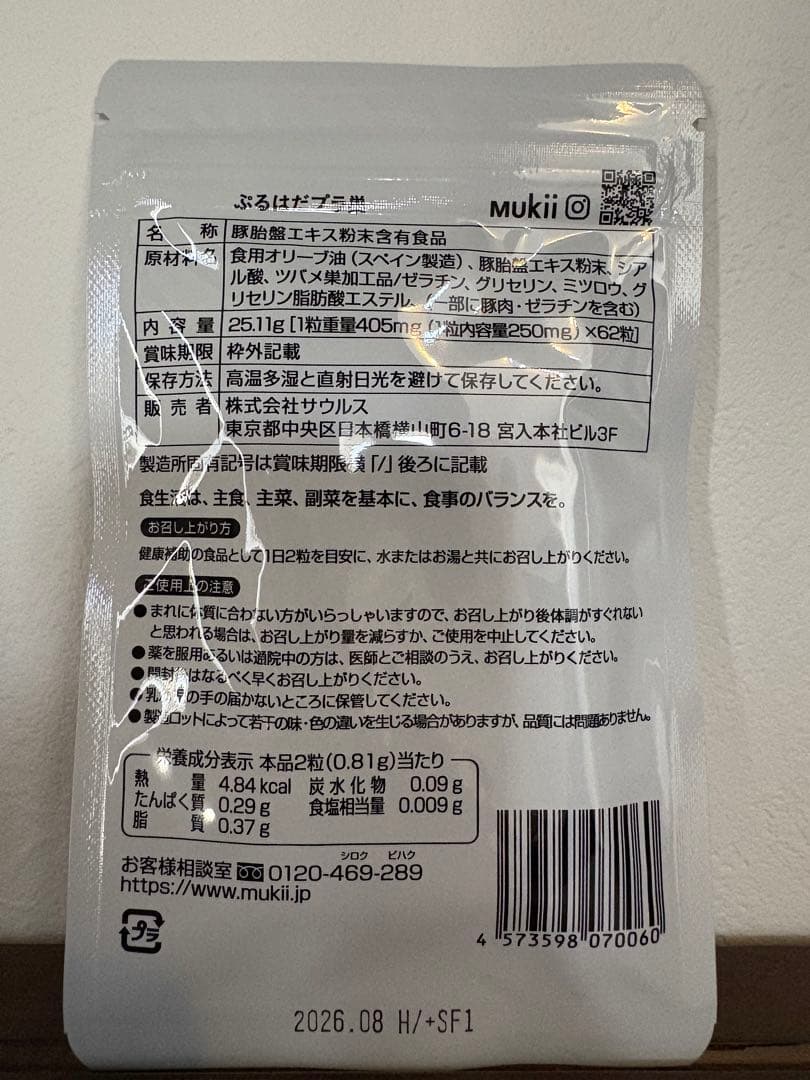 ぷるはだプラ巣
MUKii
名 称 豚胎盤エキス粉末含有食品
原材料名 食用オリーブ油(スペイン製造)、豚胎盤エキス粉末、シア
ル酸、ツバメ巣加工品/ゼラチン、グリセリン、ミツロウ、グ
リセリン脂肪酸エステル、(一部に豚肉・ゼラチンを含む)
内容量 25.11g [1粒重量405mg (1粒内容量250mg) ×62粒]
賞味期限 枠外記載
保存方法 高温多湿と直射日光を避けて保存してください。
販売者 株式会社サウルス
東京都中央区日本橋横山町6-18 宮入本社ビル3F
製造所固有記号は賞味期限横「/」後ろに記載
食生活は、主食、主菜、副菜を基本に、食事のバランスを。
お召し上がり方
健康補助の食品として1日2粒を目安に、水またはお湯と共にお召し上がりください。
ご使用上の注意
●まれに体質に合わない方がいらっしゃいますので、お召し上がり後体調がすぐれない
と思われる場合は、お召し上がり量を減らすか、ご使用を中止してください。
●薬を服用あるいは通院中の方は、医師とご相談のうえ、お召し上がりください。
●開封後はなるべく早くお召し上がりください。
●乳幼児の手の届かないところに保管してください。
●製造ロットによって若干の味・色の違いを生じる場合がありますが、品質には問題ありません。
栄養成分表示 本品2粒(0.81g)当たり
熱量 4.84kcal 炭水化物 0.09g
たんぱく質 0.29g 食塩相当量 0.009g
脂質 0.37g
シロク ビハク
お客様相談室 0120-469-289
https://www.mukii.jp
プラ
4 573598 070060
2026.08 H/+SF1